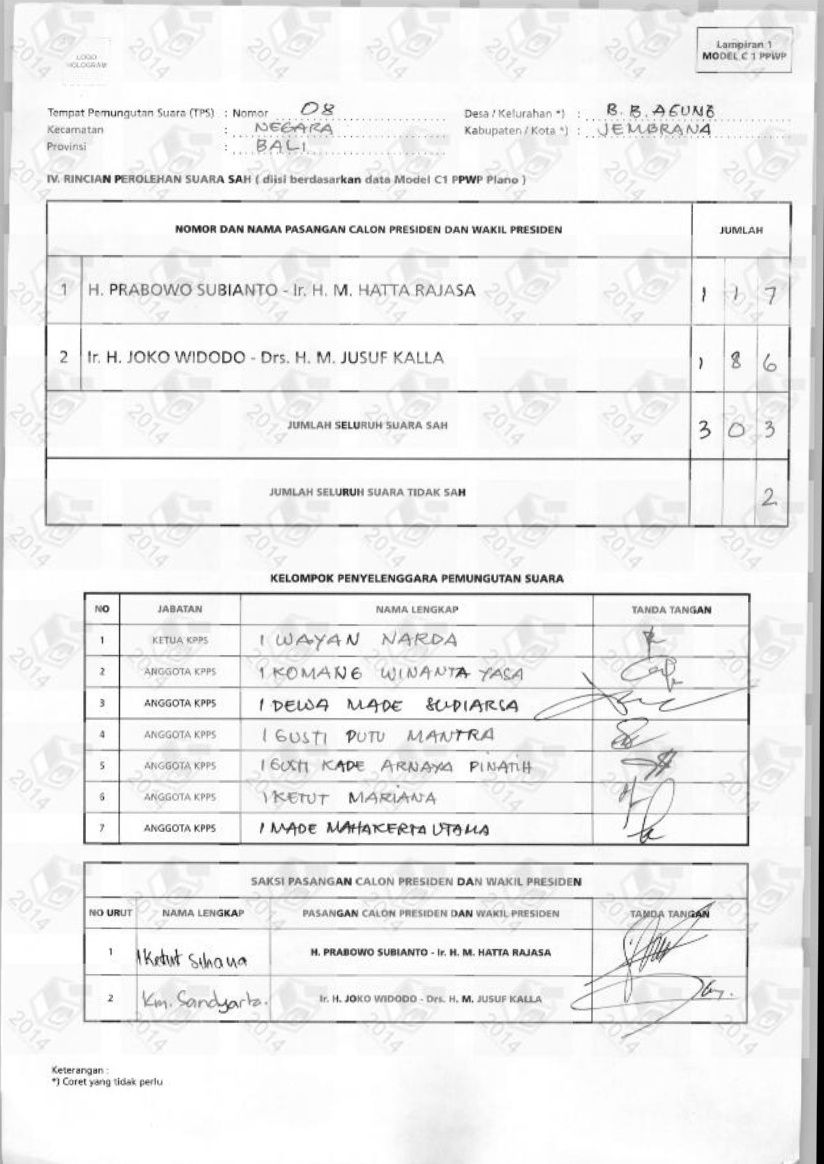 LOGO
HOLOGRAM
Lampiran 1
MODEL C 1 PPWP
Tempat Pemungutan Suara (TPS) : Nomor 08 Desa / Kelurahan *) : B. B. AGUNG
Kecamatan : NEGARA Kabupaten / Kota *) : JEMBRANA
Provinsi : BALI
IV. RINCIAN PEROLEHAN SUARA SAH ( diisi berdasarkan data Model C1 PPWP Plano )
NOMOR DAN NAMA PASANGAN CALON PRESIDEN DAN WAKIL PRESIDEN JUMLAH
1 H. PRABOWO SUBIANTO - Ir. H. M. HATTA RAJASA 1 1 7
2 Ir. H. JOKO WIDODO - Drs. H. M. JUSUF KALLA 1 8 6
JUMLAH SELURUH SUARA SAH 3 0 3
JUMLAH SELURUH SUARA TIDAK SAH 2
KELOMPOK PENYELENGGARA PEMUNGUTAN SUARA
NO JABATAN NAMA LENGKAP TANDA TANGAN
1 KETUA KPPS I WAYAN NARDA
2 ANGGOTA KPPS I KOMANG WINANTA YASA
3 ANGGOTA KPPS I DEWA MADE SUDIARSA
4 ANGGOTA KPPS I GUSTI PUTU MANTRA
5 ANGGOTA KPPS I GUSTI KADE ARNAYA PINATIH
6 ANGGOTA KPPS I KETUT MARIANA
7 ANGGOTA KPPS I MADE MAHAKERTA UTAMA
SAKSI PASANGAN CALON PRESIDEN DAN WAKIL PRESIDEN
NO URUT NAMA LENGKAP PASANGAN CALON PRESIDEN DAN WAKIL PRESIDEN TANDA TANGAN
1 I Ketut Suhana H. PRABOWO SUBIANTO - Ir. H. M. HATTA RAJASA
2 Km. Sandyarta. Ir. H. JOKO WIDODO - Drs. H. M. JUSUF KALLA
Keterangan :
*) Coret yang tidak perlu